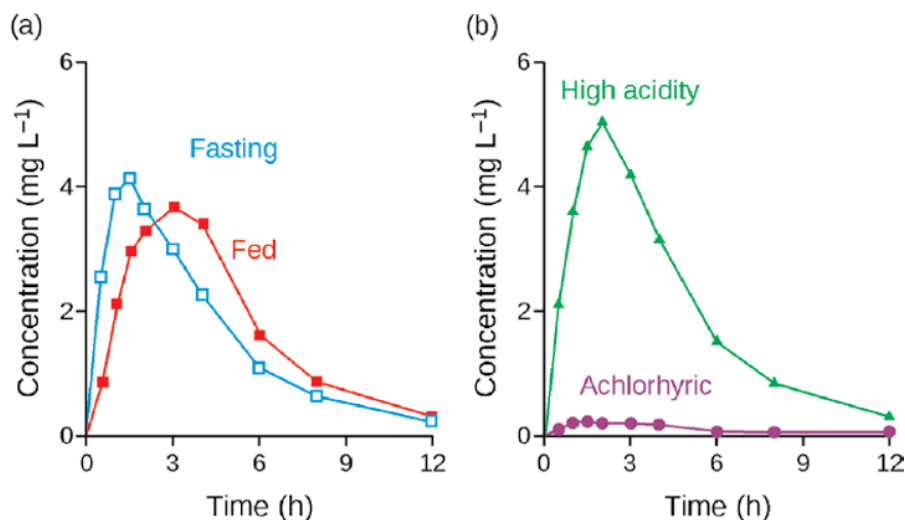 (a)
Concentration (mg L⁻¹)
6
4
2
0
Fasting
Fed
0 3 6 9 12
Time (h)
(b)
Concentration (mg L⁻¹)
6
4
2
0
High acidity
Achlorhyric
0 3 6 9 12
Time (h)